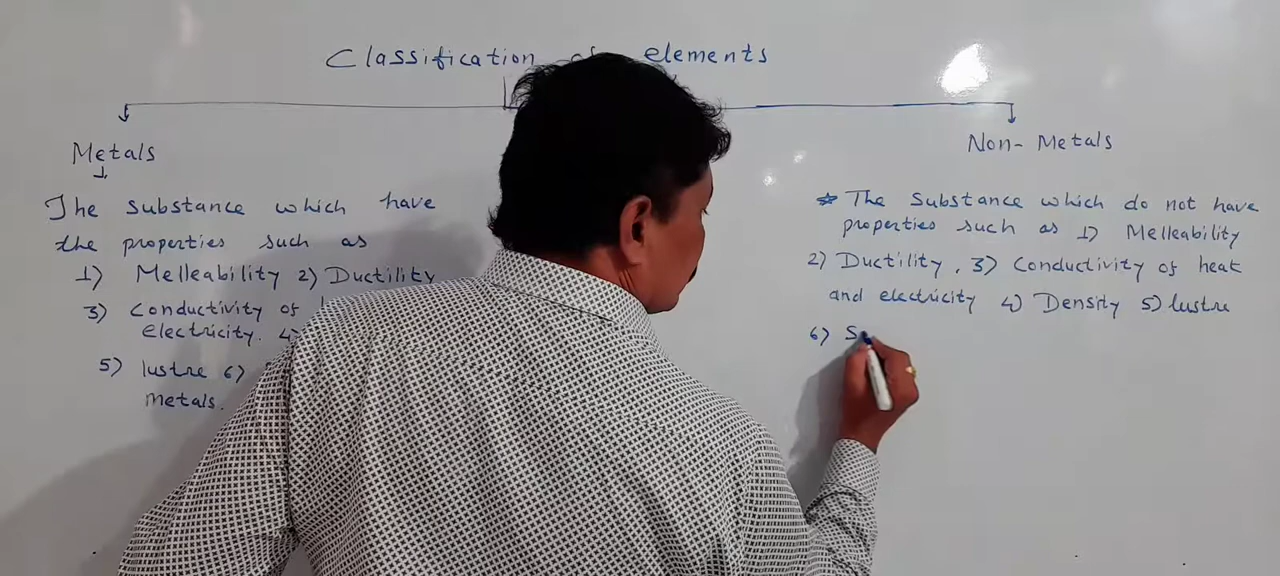 Classification elements
Metals
Non-Metals
The substance which have
the properties such as
1) Melleability 2) Ductility
3) Conductivity of
electricity. 4)
5) lustre 6)
metals.
* The substance which do not have
properties such as 1) Melleability
2) Ductility, 3) Conductivity of heat
and electricity 4) Density 5) lustre
6) S